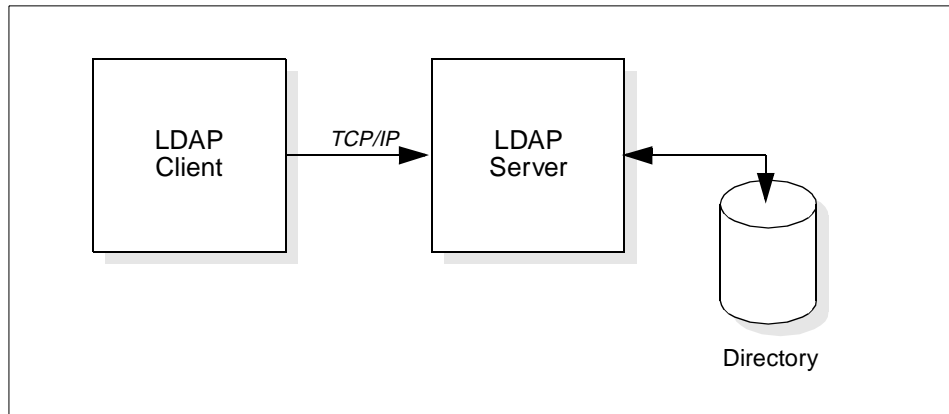 LDAP
Client
TCP/IP
LDAP
Server
Directory